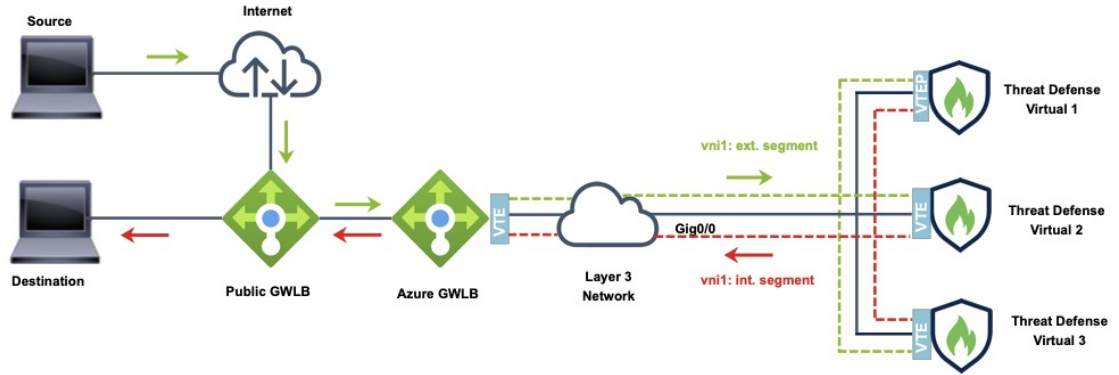 Source
Internet
VTEP
Threat Defense
Virtual 1
vni1: ext. segment
VTE
VTE
Threat Defense
Virtual 2
Gig0/0
Destination
Public GWLB
Azure GWLB
Layer 3
Network
vni1: int. segment
VTE
Threat Defense
Virtual 3